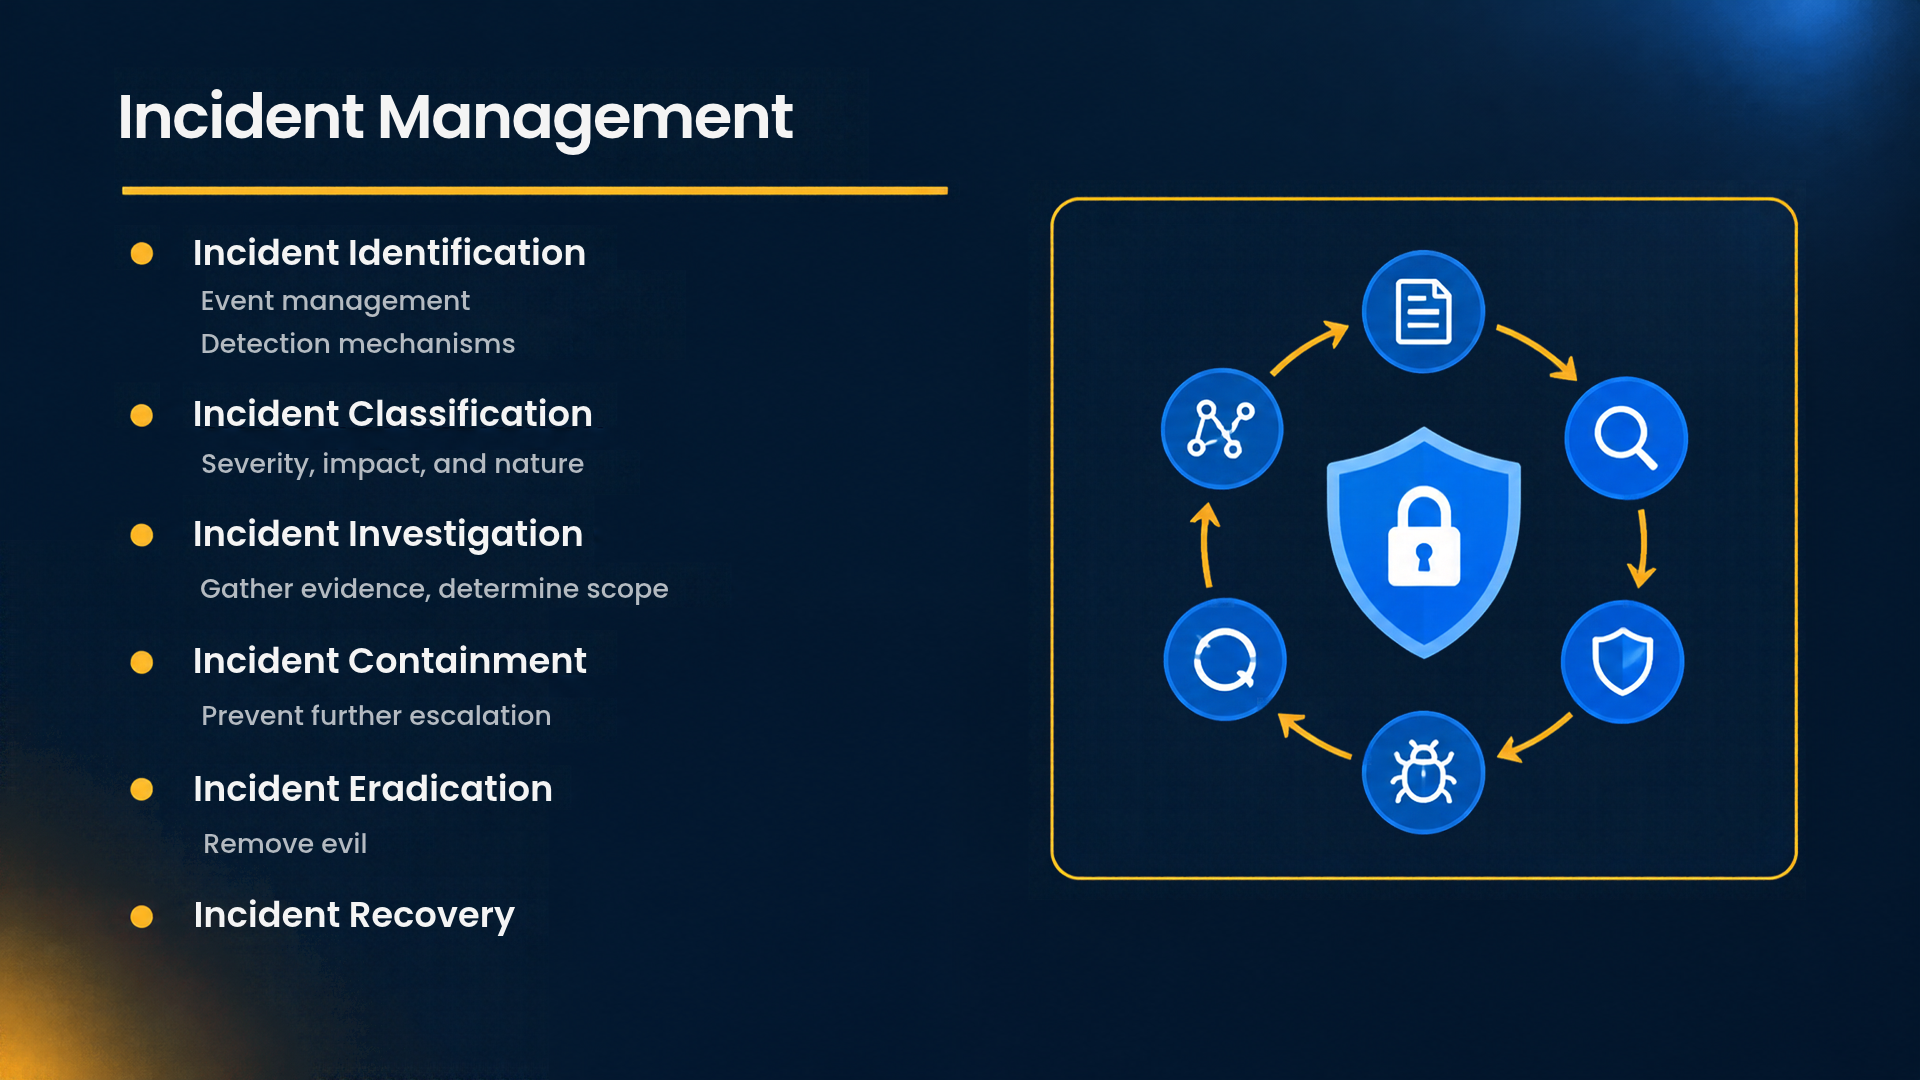 Incident Management
Incident Identification
Event management
Detection mechanisms
Incident Classification
Severity, impact, and nature
Incident Investigation
Gather evidence, determine scope
Incident Containment
Prevent further escalation
Incident Eradication
Remove evil
Incident Recovery